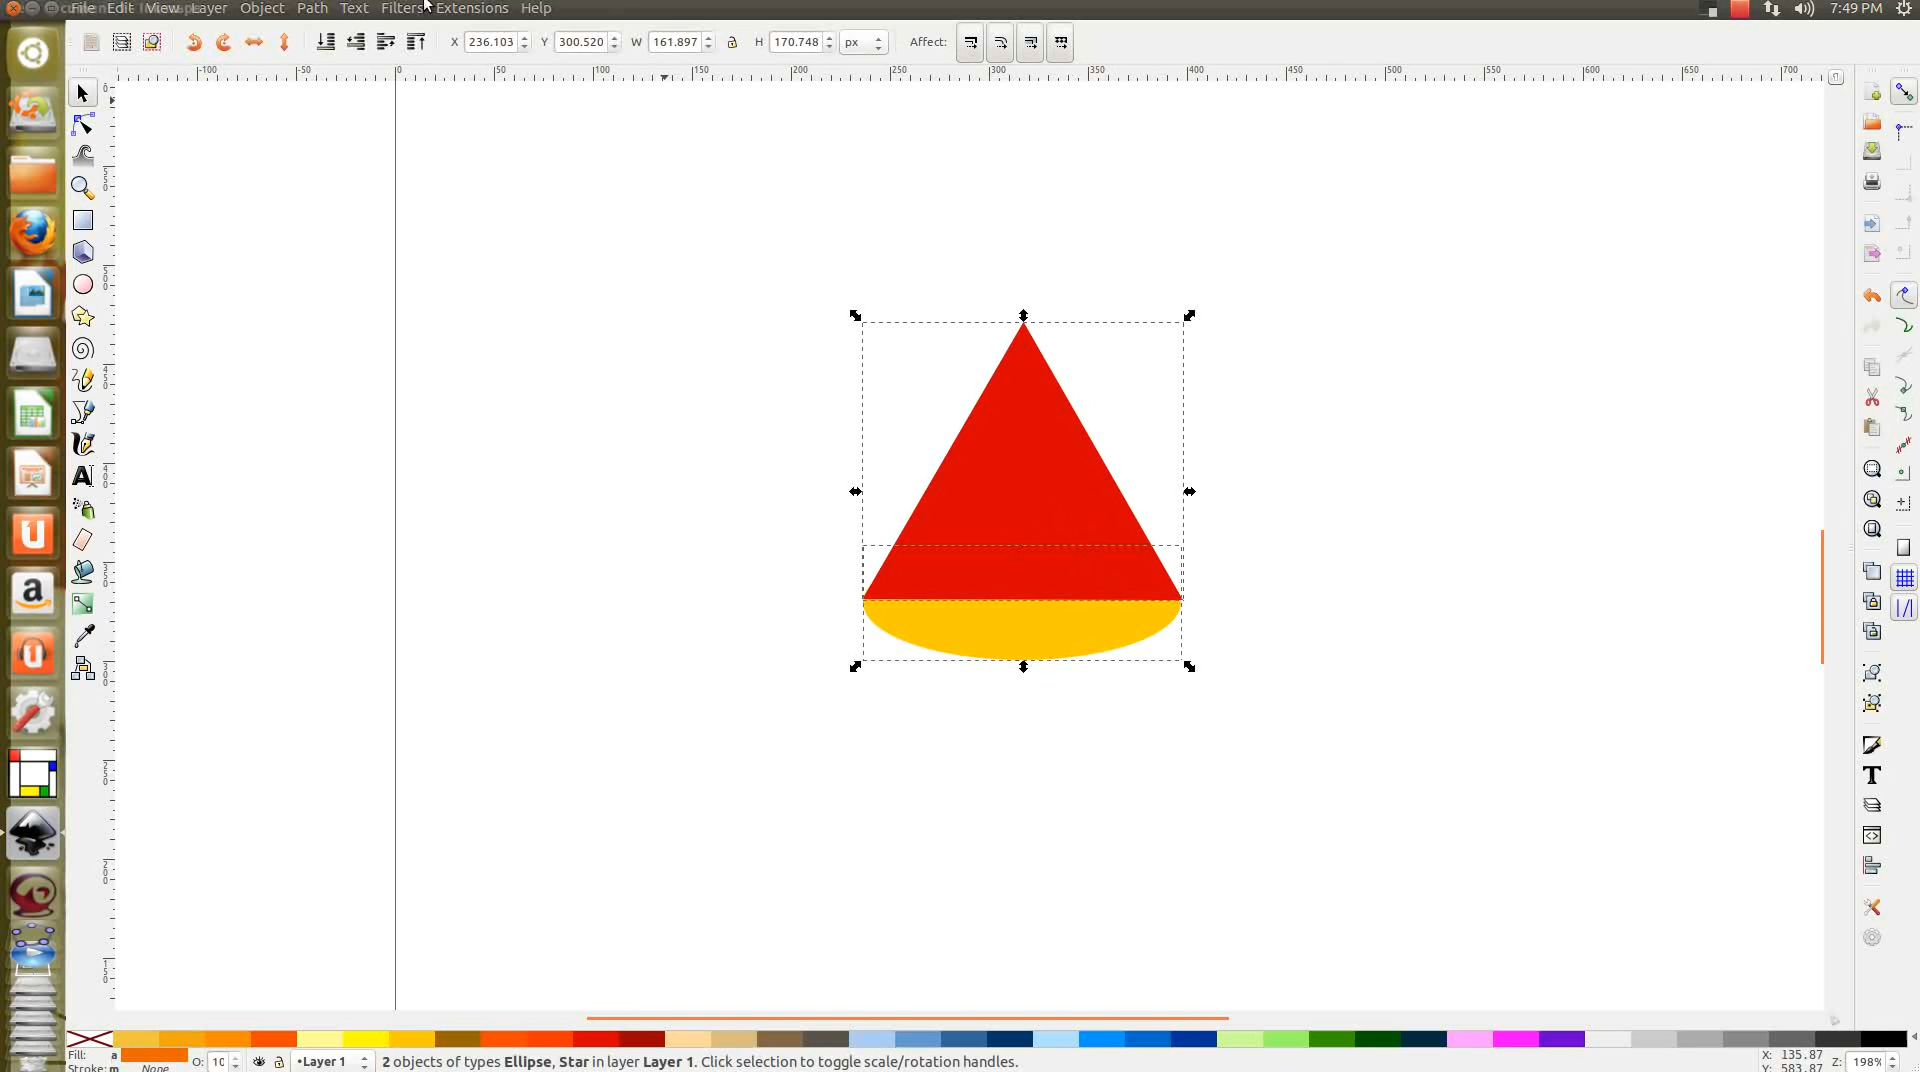 File Edit View Layer Object Path Text Filters Extensions Help 7:49 PM
X 236.103 Y 300.520 W 161.897 H 170.748 px Affect:
-100 -50 0 50 100 150 200 250 300 350 400 450 500 550 600 650 700
Fill: a O: 10 •Layer 1 2 objects of types Ellipse, Star in layer Layer 1. Click selection to toggle scale/rotation handles. X: 135.87 Z: 198%
Stroke: m None Y: 583.87